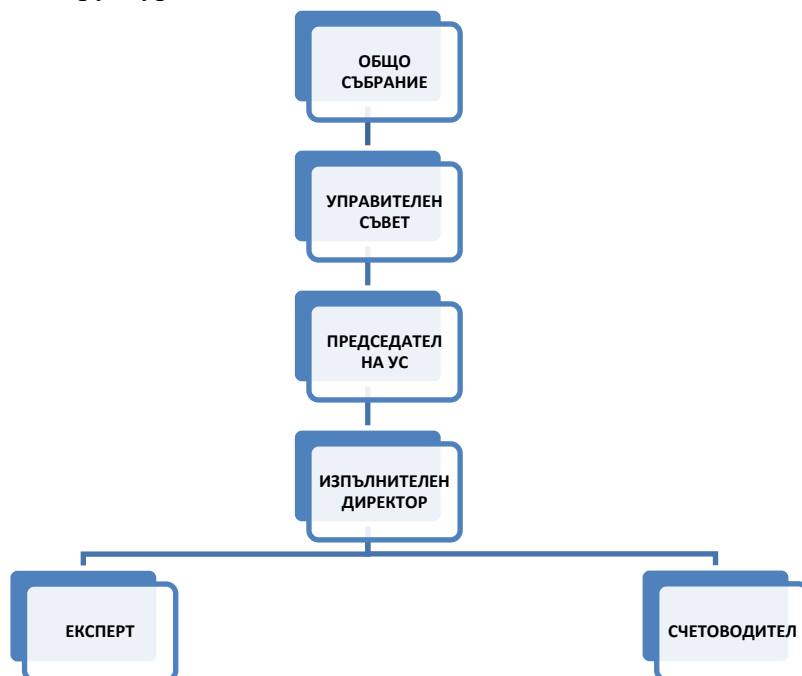 ОБЩО
СЪБРАНИЕ
УПРАВИТЕЛЕН
СЪВЕТ
ПРЕДСЕДАТЕЛ
НА УС
ИЗПЪЛНИТЕЛЕН
ДИРЕКТОР
ЕКСПЕРТ
СЧЕТОВОДИТЕЛ